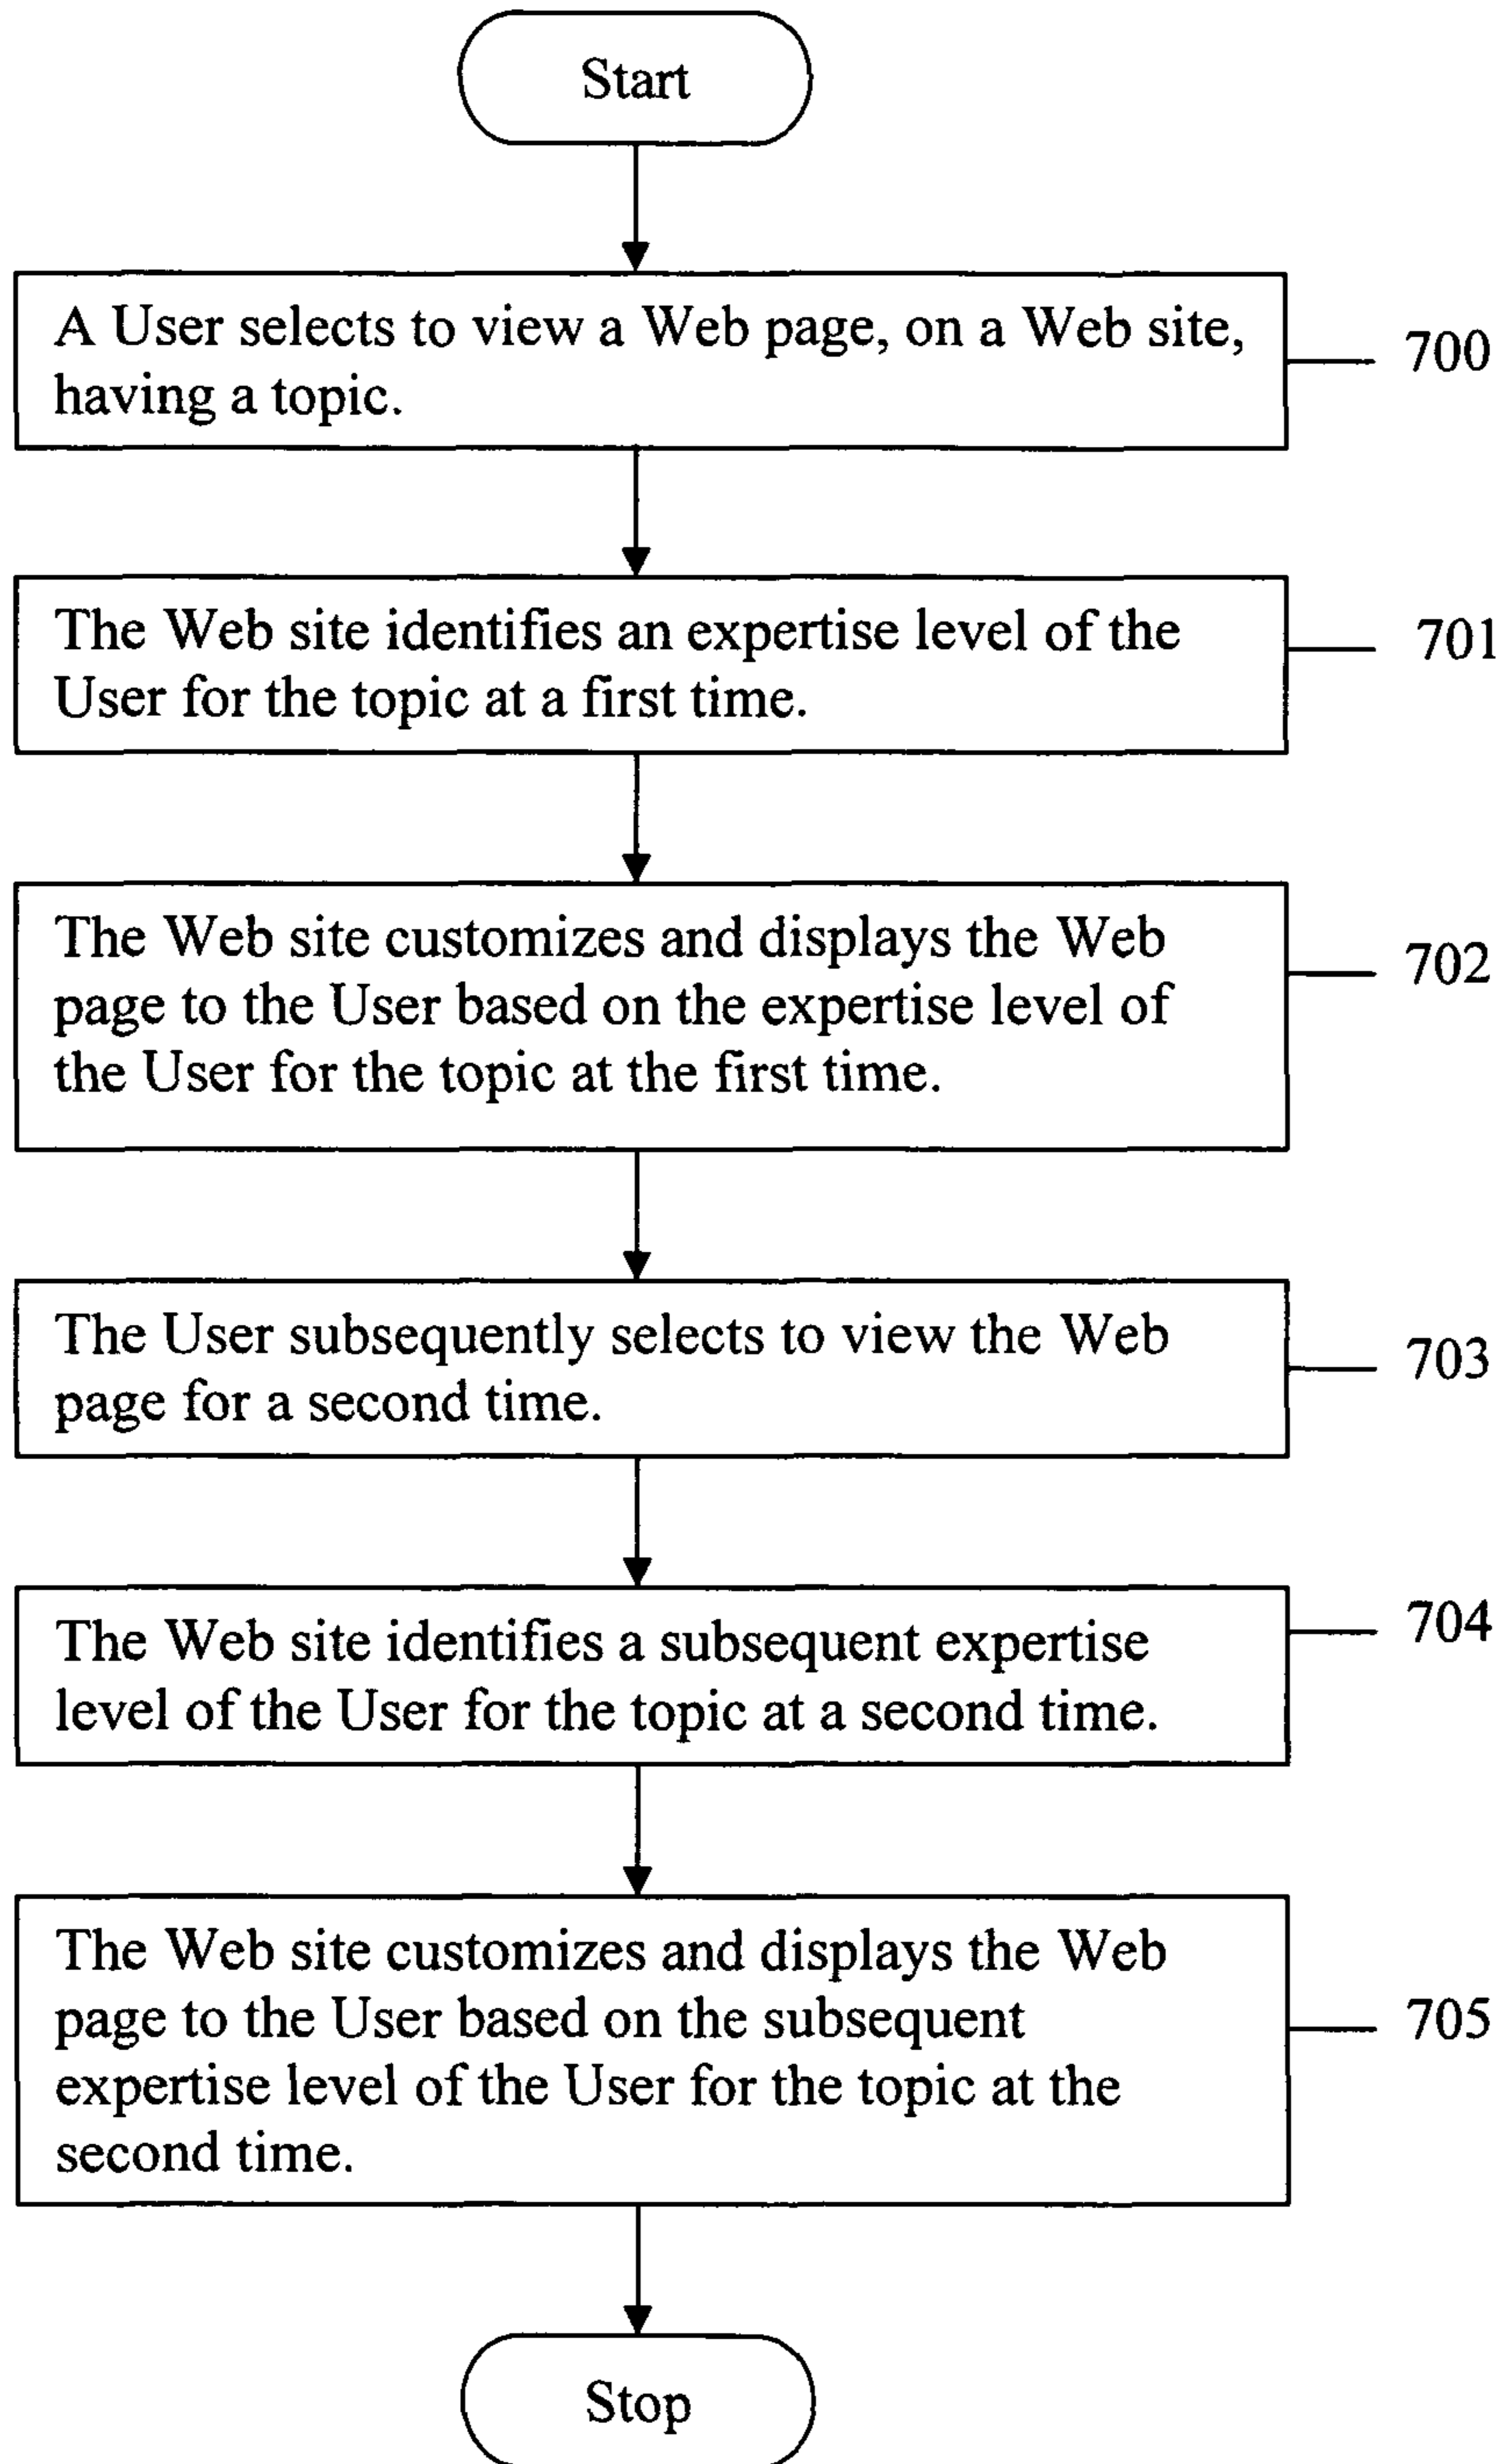 Start
A User selects to view a Web page, on a Web site,
having a topic.
700
The Web site identifies an expertise level of the
User for the topic at a first time.
701
The Web site customizes and displays the Web
page to the User based on the expertise level of
the User for the topic at the first time.
702
The User subsequently selects to view the Web
page for a second time.
703
The Web site identifies a subsequent expertise
level of the User for the topic at a second time.
704
The Web site customizes and displays the Web
page to the User based on the subsequent
expertise level of the User for the topic at the
second time.
705
Stop